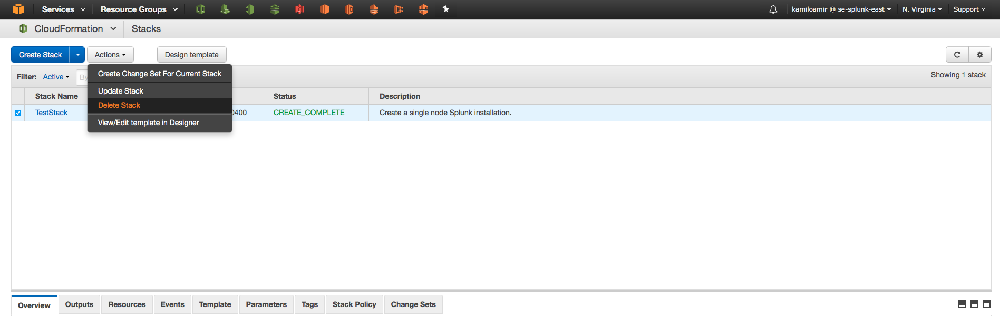 Services Resource Groups kamiloamir @ se-splunk-east N. Virginia Support
CloudFormation Stacks
Create Stack Actions Design template
Filter: Active By Showing 1 stack
Create Change Set For Current Stack
Update Stack
Delete Stack
View/Edit template in Designer
Stack Name Status Description
TestStack 0400 CREATE_COMPLETE Create a single node Splunk installation.
Overview Outputs Resources Events Template Parameters Tags Stack Policy Change Sets